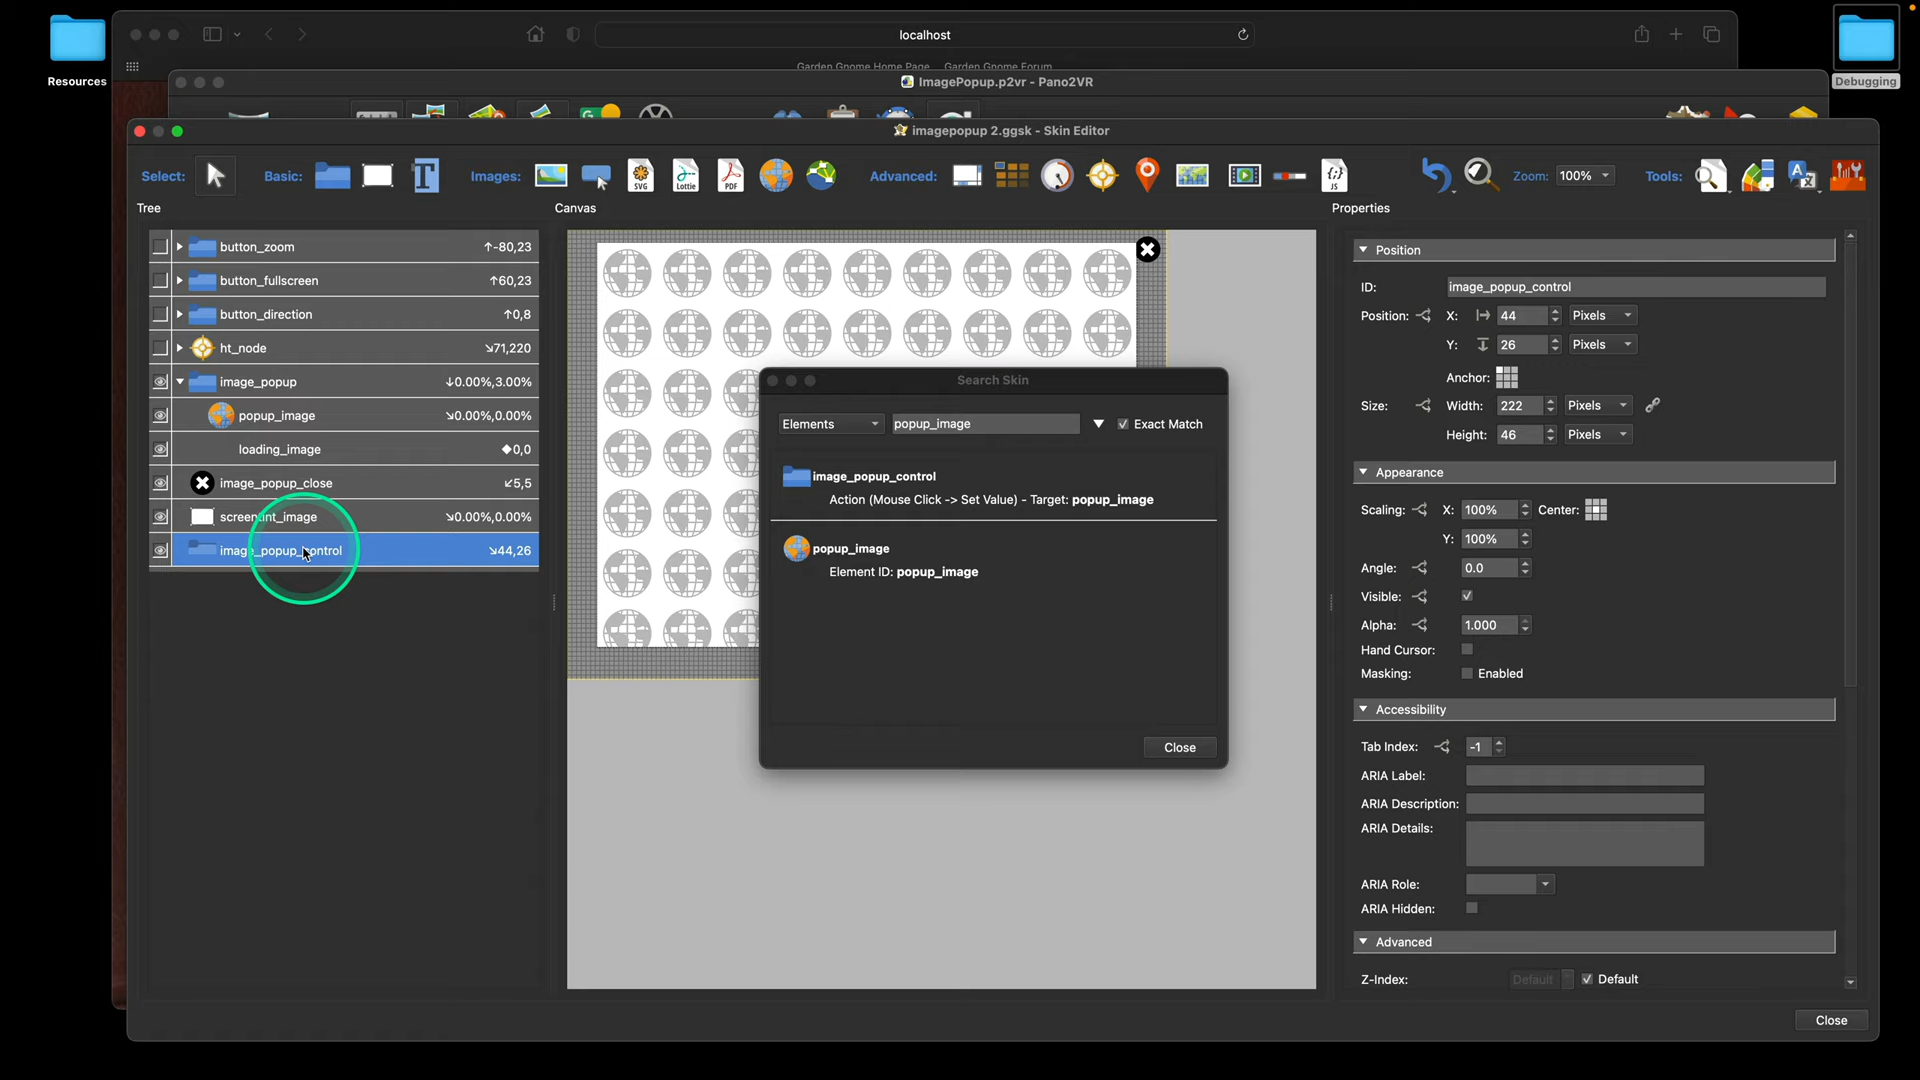 Resources
localhost
Garden Gnome Home Page   Garden Gnome Forum
Debugging
ImagePopup.p2vr - Pano2VR
imagepopup 2.ggsk - Skin Editor
Select: Basic: T Images: SVG Lottie PDF Advanced: JS Zoom: 100% Tools:
Tree
Canvas
Properties
button_zoom -80,23
button_fullscreen 60,23
button_direction 0,8
ht_node 71,220
image_popup 0.00%,3.00%
popup_image 0.00%,0.00%
loading_image 0,0
image_popup_close 5,5
screentint_image 0.00%,0.00%
image_popup_control 44,26
Search Skin
Elements popup_image Exact Match
image_popup_control
Action (Mouse Click -> Set Value) - Target: popup_image
popup_image
Element ID: popup_image
Close
Position
ID: image_popup_control
Position: X: 44 Pixels
Y: 26 Pixels
Anchor:
Size: Width: 222 Pixels
Height: 46 Pixels
Appearance
Scaling: X: 100% Center:
Y: 100%
Angle: 0.0
Visible:
Alpha: 1.000
Hand Cursor:
Masking: Enabled
Accessibility
Tab Index: -1
ARIA Label:
ARIA Description:
ARIA Details:
ARIA Role:
ARIA Hidden:
Advanced
Z-Index: Default Default
Close